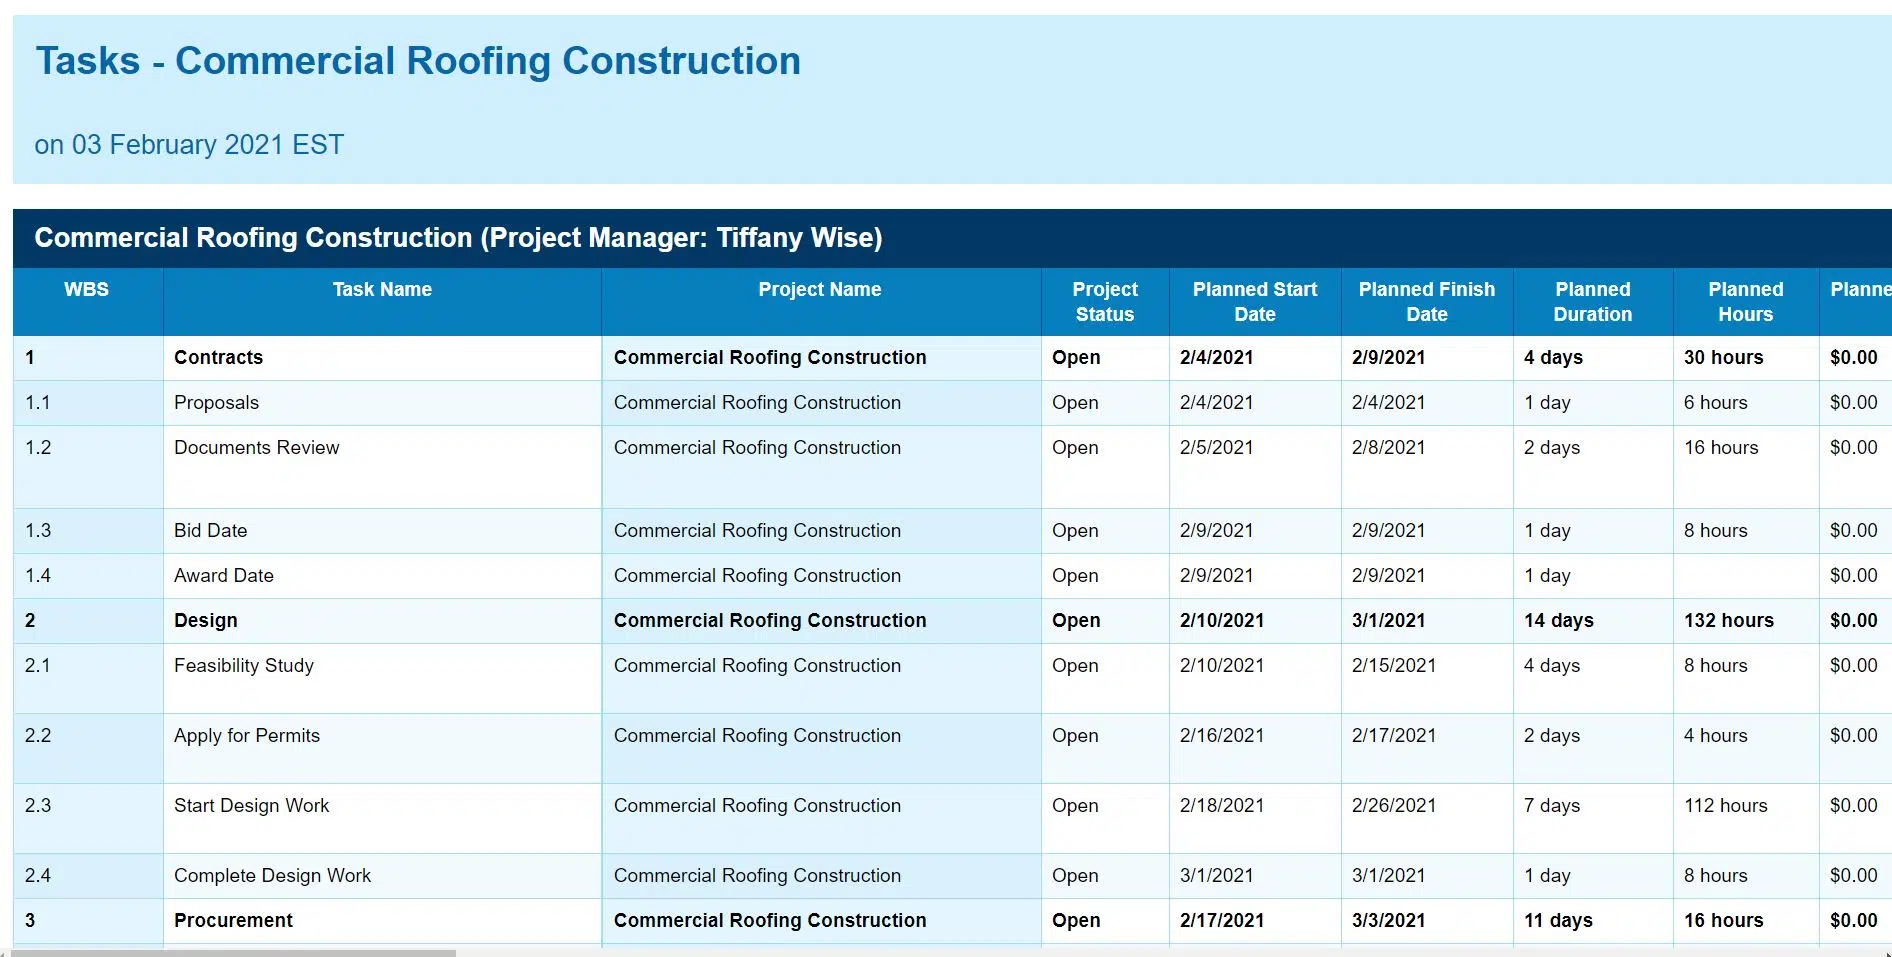 Tasks - Commercial Roofing Construction
on 03 February 2021 EST
Commercial Roofing Construction (Project Manager: Tiffany Wise)
WBS Task Name Project Name Project Status Planned Start Date Planned Finish Date Planned Duration Planned Hours Planne
1 Contracts Commercial Roofing Construction Open 2/4/2021 2/9/2021 4 days 30 hours $0.00
1.1 Proposals Commercial Roofing Construction Open 2/4/2021 2/4/2021 1 day 6 hours $0.00
1.2 Documents Review Commercial Roofing Construction Open 2/5/2021 2/8/2021 2 days 16 hours $0.00
1.3 Bid Date Commercial Roofing Construction Open 2/9/2021 2/9/2021 1 day 8 hours $0.00
1.4 Award Date Commercial Roofing Construction Open 2/9/2021 2/9/2021 1 day $0.00
2 Design Commercial Roofing Construction Open 2/10/2021 3/1/2021 14 days 132 hours $0.00
2.1 Feasibility Study Commercial Roofing Construction Open 2/10/2021 2/15/2021 4 days 8 hours $0.00
2.2 Apply for Permits Commercial Roofing Construction Open 2/16/2021 2/17/2021 2 days 4 hours $0.00
2.3 Start Design Work Commercial Roofing Construction Open 2/18/2021 2/26/2021 7 days 112 hours $0.00
2.4 Complete Design Work Commercial Roofing Construction Open 3/1/2021 3/1/2021 1 day 8 hours $0.00
3 Procurement Commercial Roofing Construction Open 2/17/2021 3/3/2021 11 days 16 hours $0.00